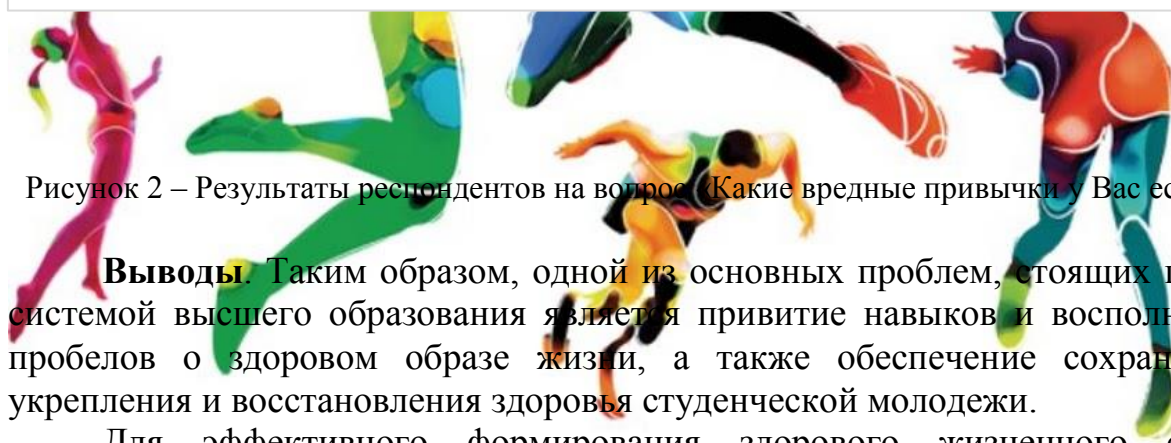 Рисунок 2 – Результаты респондентов на вопрос «Какие вредные привычки у Вас ес
Выводы. Таким образом, одной из основных проблем, стоящих п
системой высшего образования является привитие навыков и восполн
пробелов о здоровом образе жизни, а также обеспечение сохран
укрепления и восстановления здоровья студенческой молодежи.
Для эффективного формирования здорового жизненного с